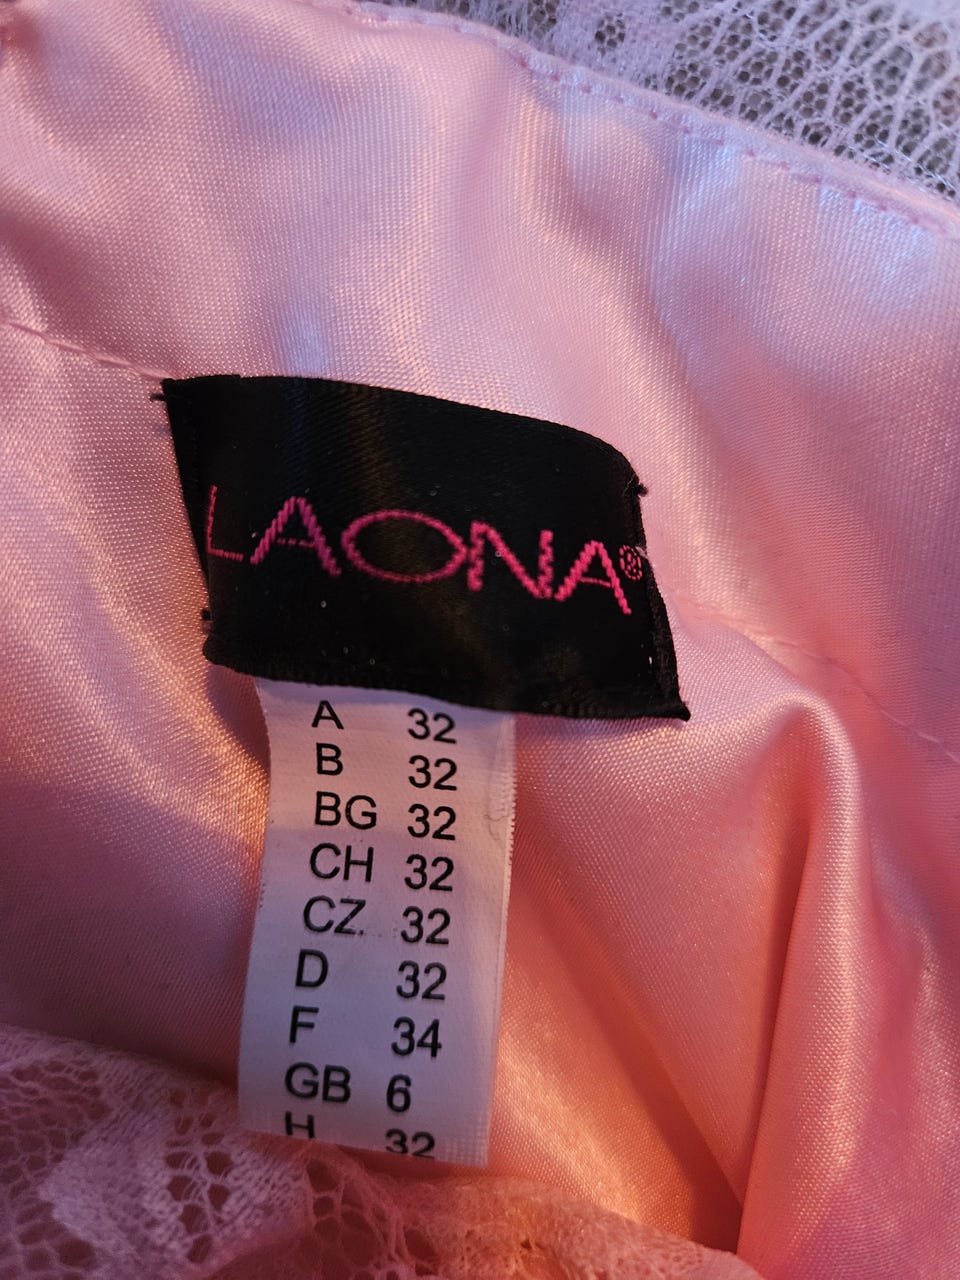 LAONA®
A 32
B 32
BG 32
CH 32
CZ 32
D 32
F 34
GB 6
H 32